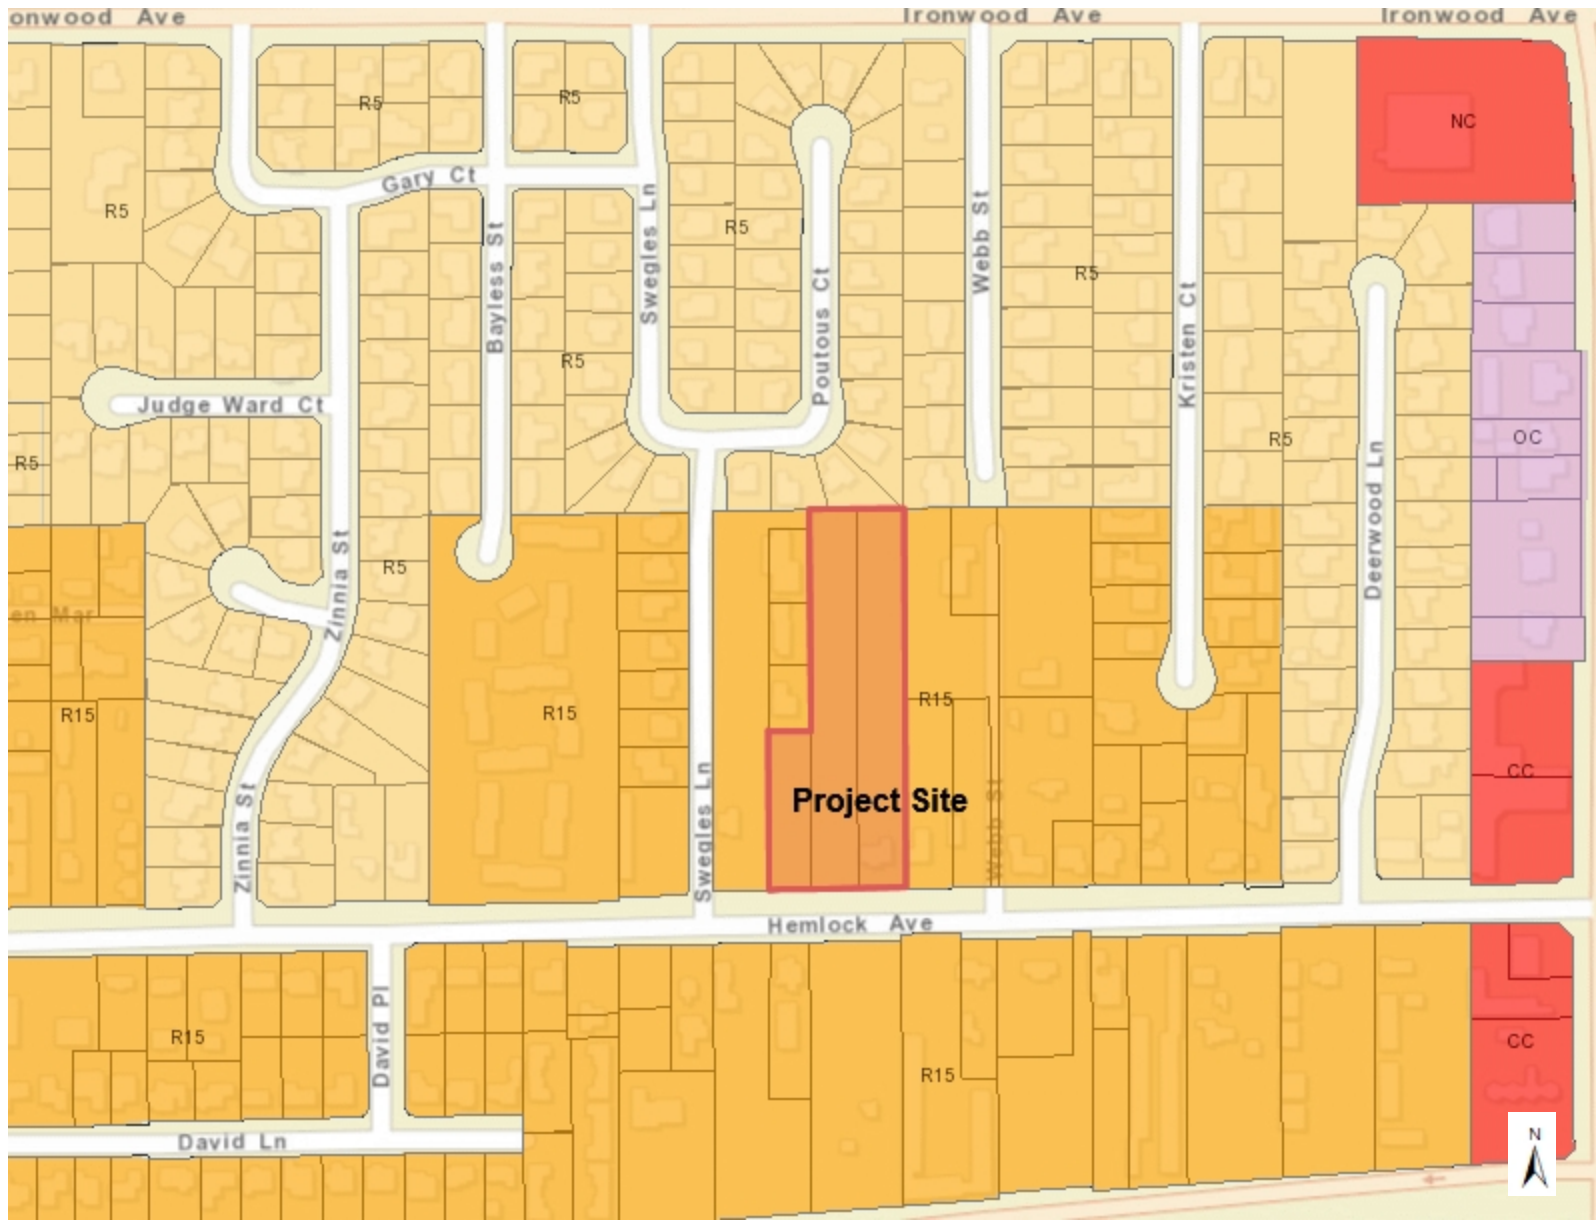 onwood Ave
Ironwood Ave
Ironwood Ave
R5
R5
NC
Gary Ct
R5
Swegles Ln
R5
Webb St
R5
Bayless St
Poutous Ct
Kristen Ct
R5
Judge Ward Ct
R5
OC
R5
Deerwood Ln
Zinnia St
R5
en Mar
R15
R15
R15
CC
Project Site
Zinnia St
Swegles Ln
Webb St
Hemlock Ave
R15
David Pl
R15
CC
David Ln
N